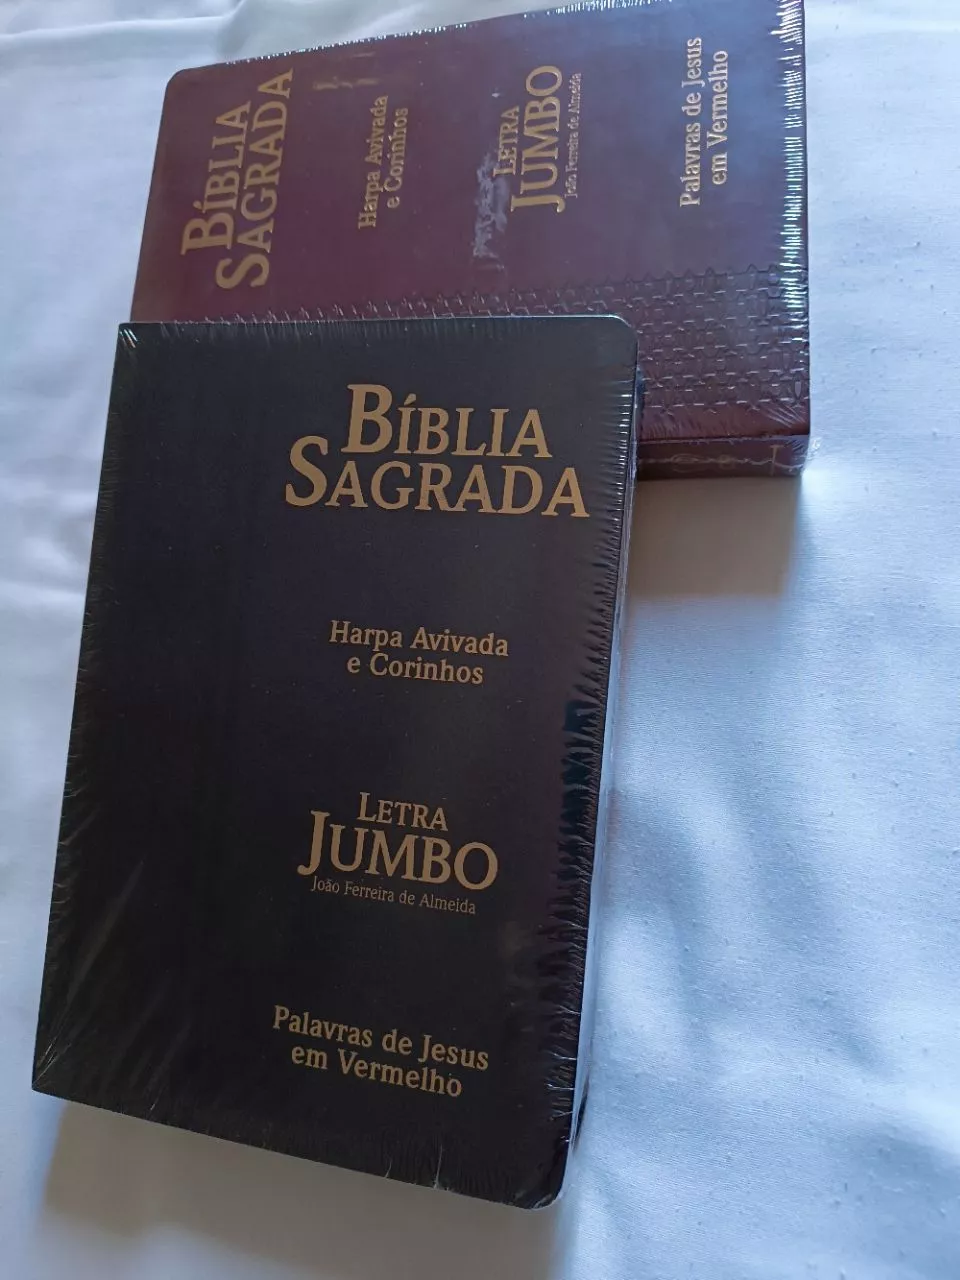 BÍBLIA
SAGRADA
Harpa Avivada
e Corinhos
LETRA
JUMBO
João Ferreira de Almeida
Palavras de Jesus
em Vermelho
BÍBLIA
SAGRADA
Harpa Avivada
e Corinhos
LETRA
JUMBO
João Ferreira de Almeida
Palavras de Jesus
em Vermelho